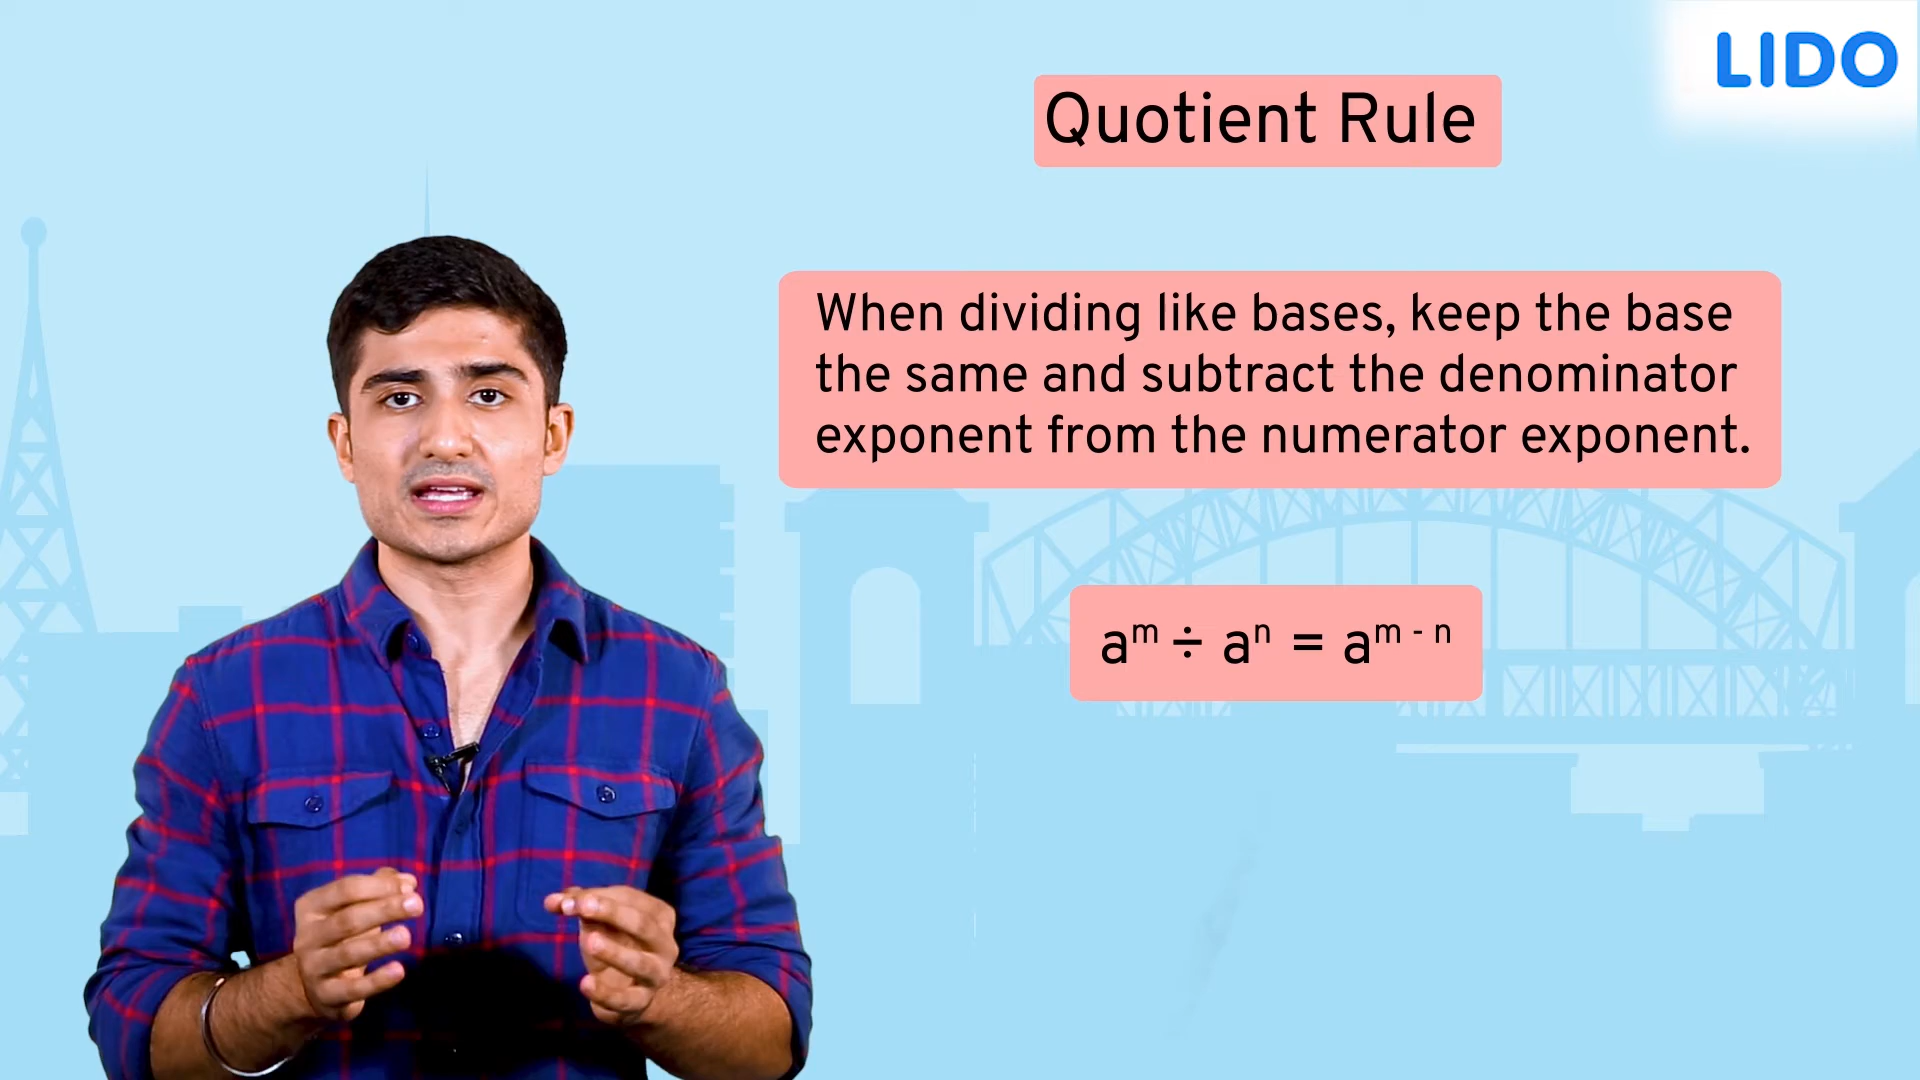 LIDO
Quotient Rule
When dividing like bases, keep the base
the same and subtract the denominator
exponent from the numerator exponent.
aᵐ ÷ aⁿ = aᵐ ⁻ ⁿ